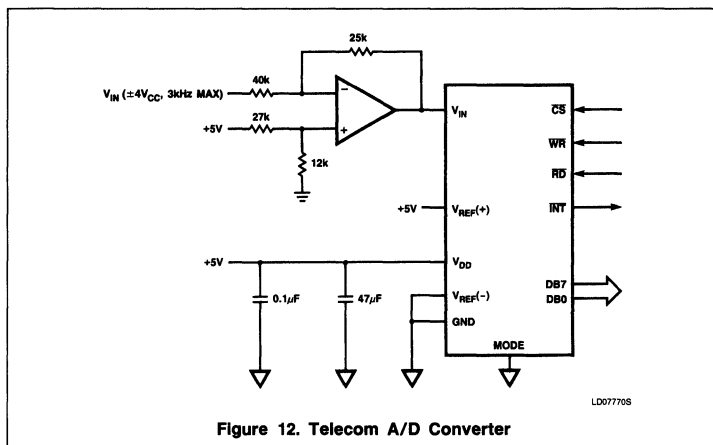 25k
V_IN (±4V_CC, 3kHz MAX)
40k
−
+5V
27k
+
12k
V_IN
CS̅
WR̅
RD̅
INT̅
+5V
V_REF(+)
+5V
V_DD
0.1μF
47μF
V_REF(−)
GND
DB7
DB0
MODE
LD07770S
Figure 12. Telecom A/D Converter